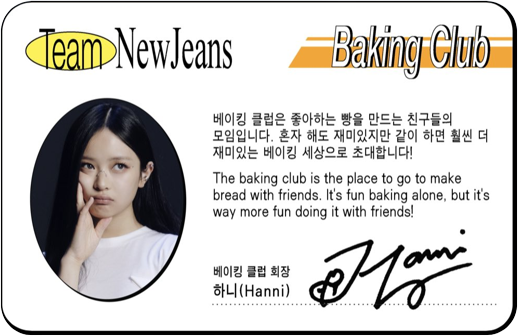 Team NewJeans
Baking Club
베이킹 클럽은 좋아하는 빵을 만드는 친구들의
모임입니다. 혼자 해도 재미있지만 같이 하면 훨씬 더
재미있는 베이킹 세상으로 초대합니다!
The baking club is the place to go to make
bread with friends. It's fun baking alone, but it's
way more fun doing it with friends!
베이킹 클럽 회장
하니(Hanni)
Hanni